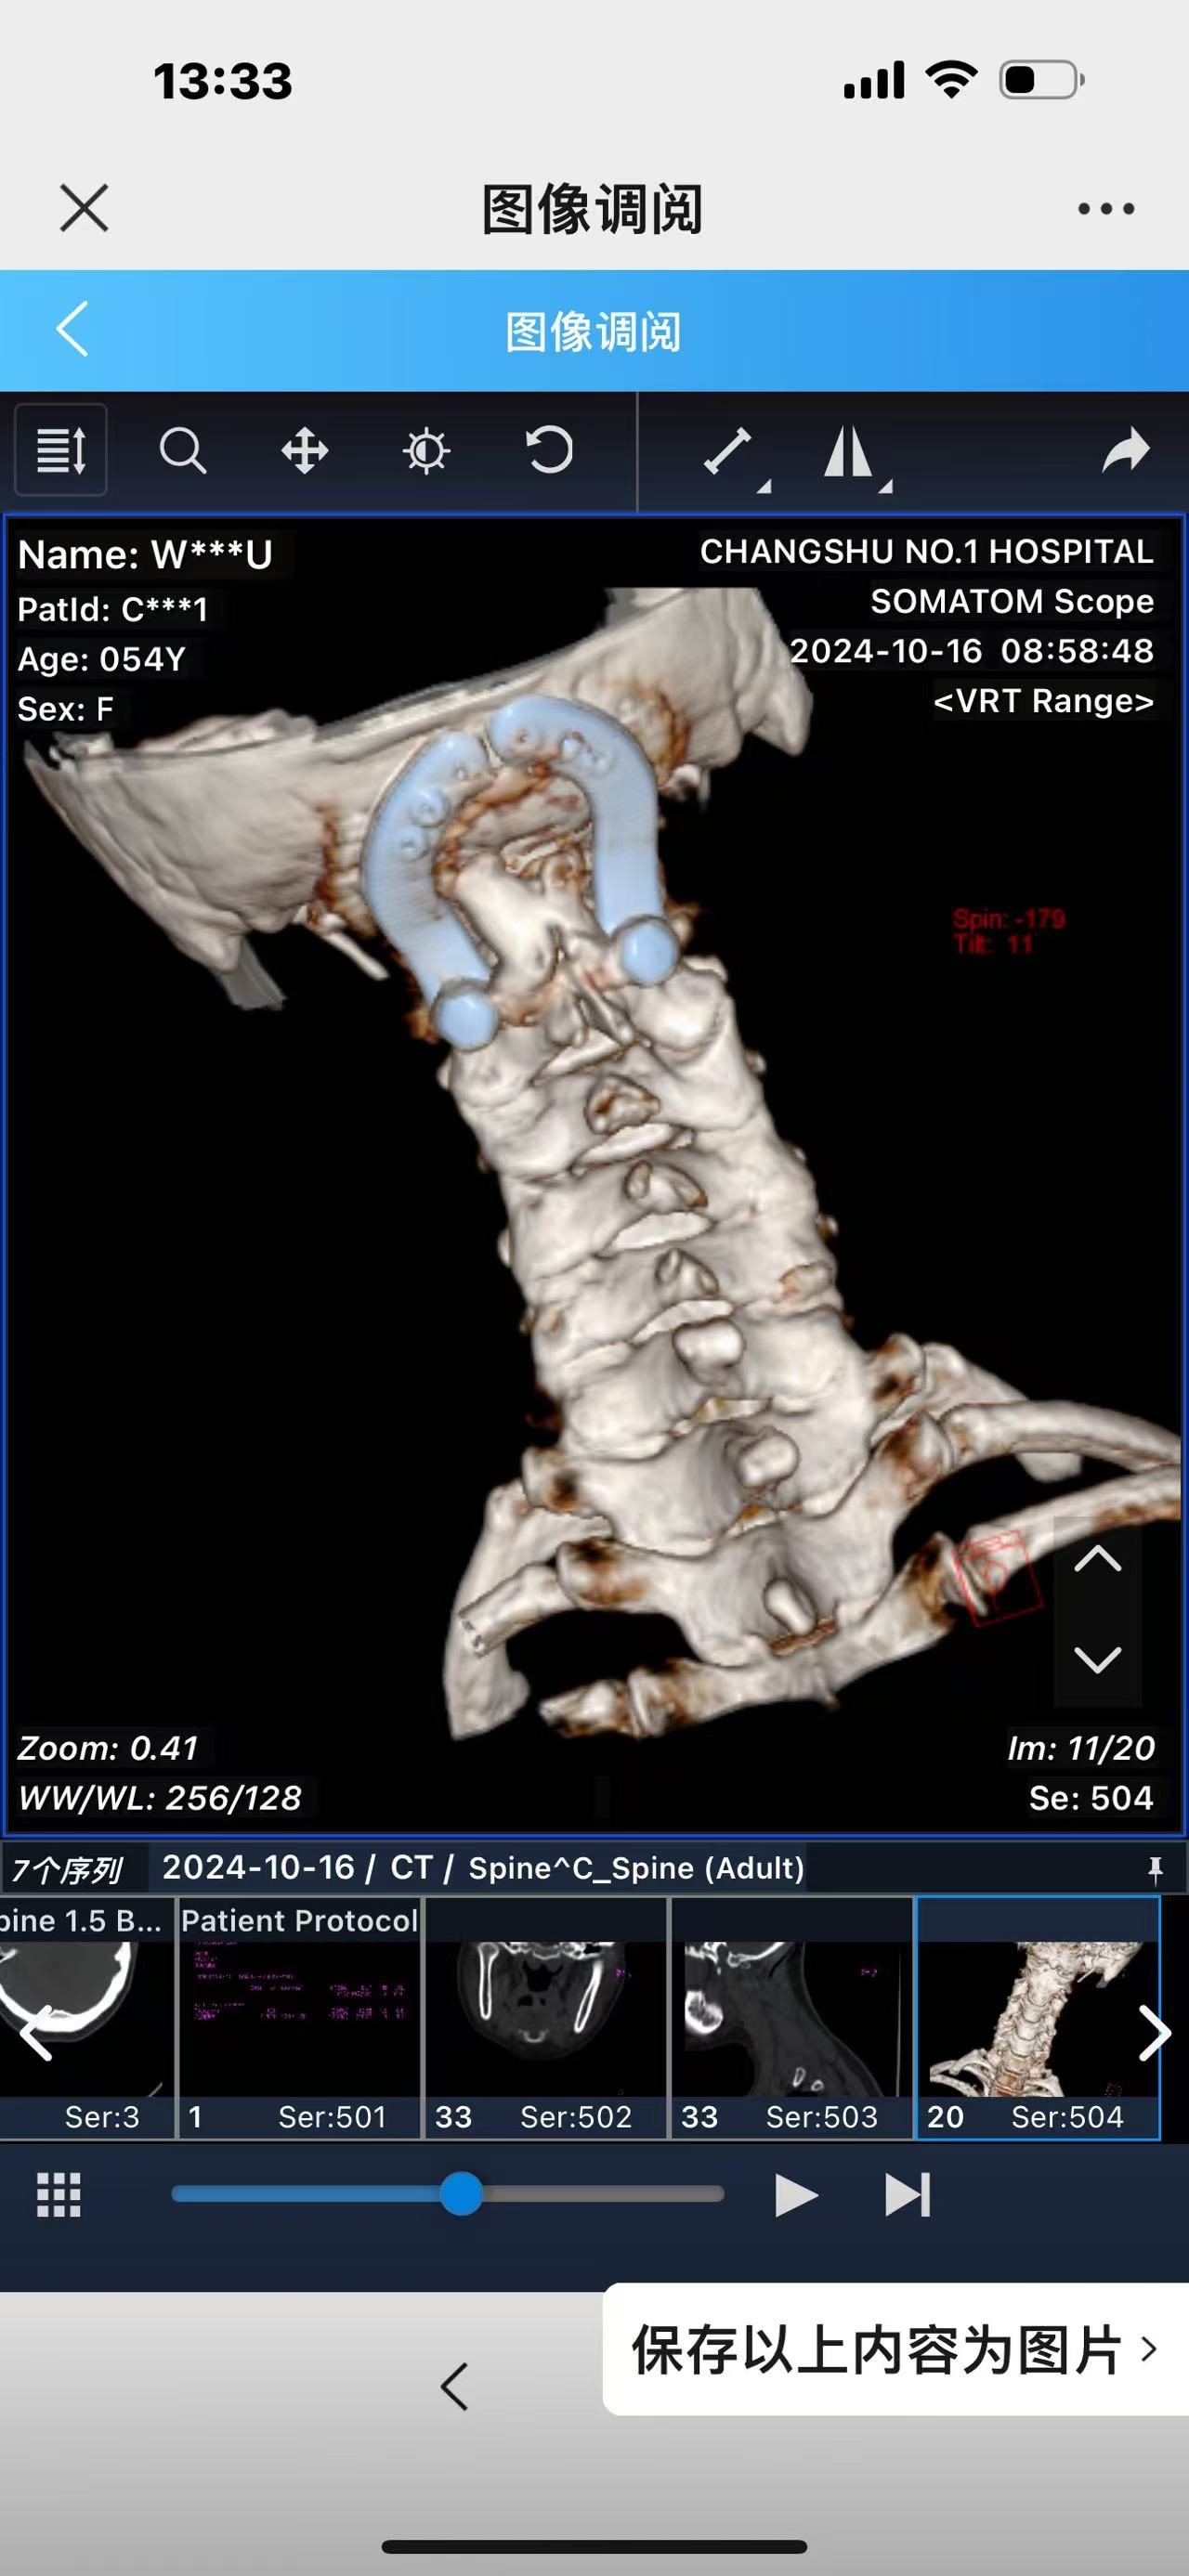 13:33
图像调阅
图像调阅
Name: W***U
PatId: C***1
Age: 054Y
Sex: F
CHANGSHU NO.1 HOSPITAL
SOMATOM Scope
2024-10-16 08:58:48
<VRT Range>
Spin: -179
Tilt: 11
Zoom: 0.41
WW/WL: 256/128
Im: 11/20
Se: 504
7个序列
2024-10-16 / CT / Spine^C_Spine (Adult)
pine 1.5 B...
Patient Protocol
Ser:3
1 Ser:501
33 Ser:502
33 Ser:503
20 Ser:504
保存以上内容为图片